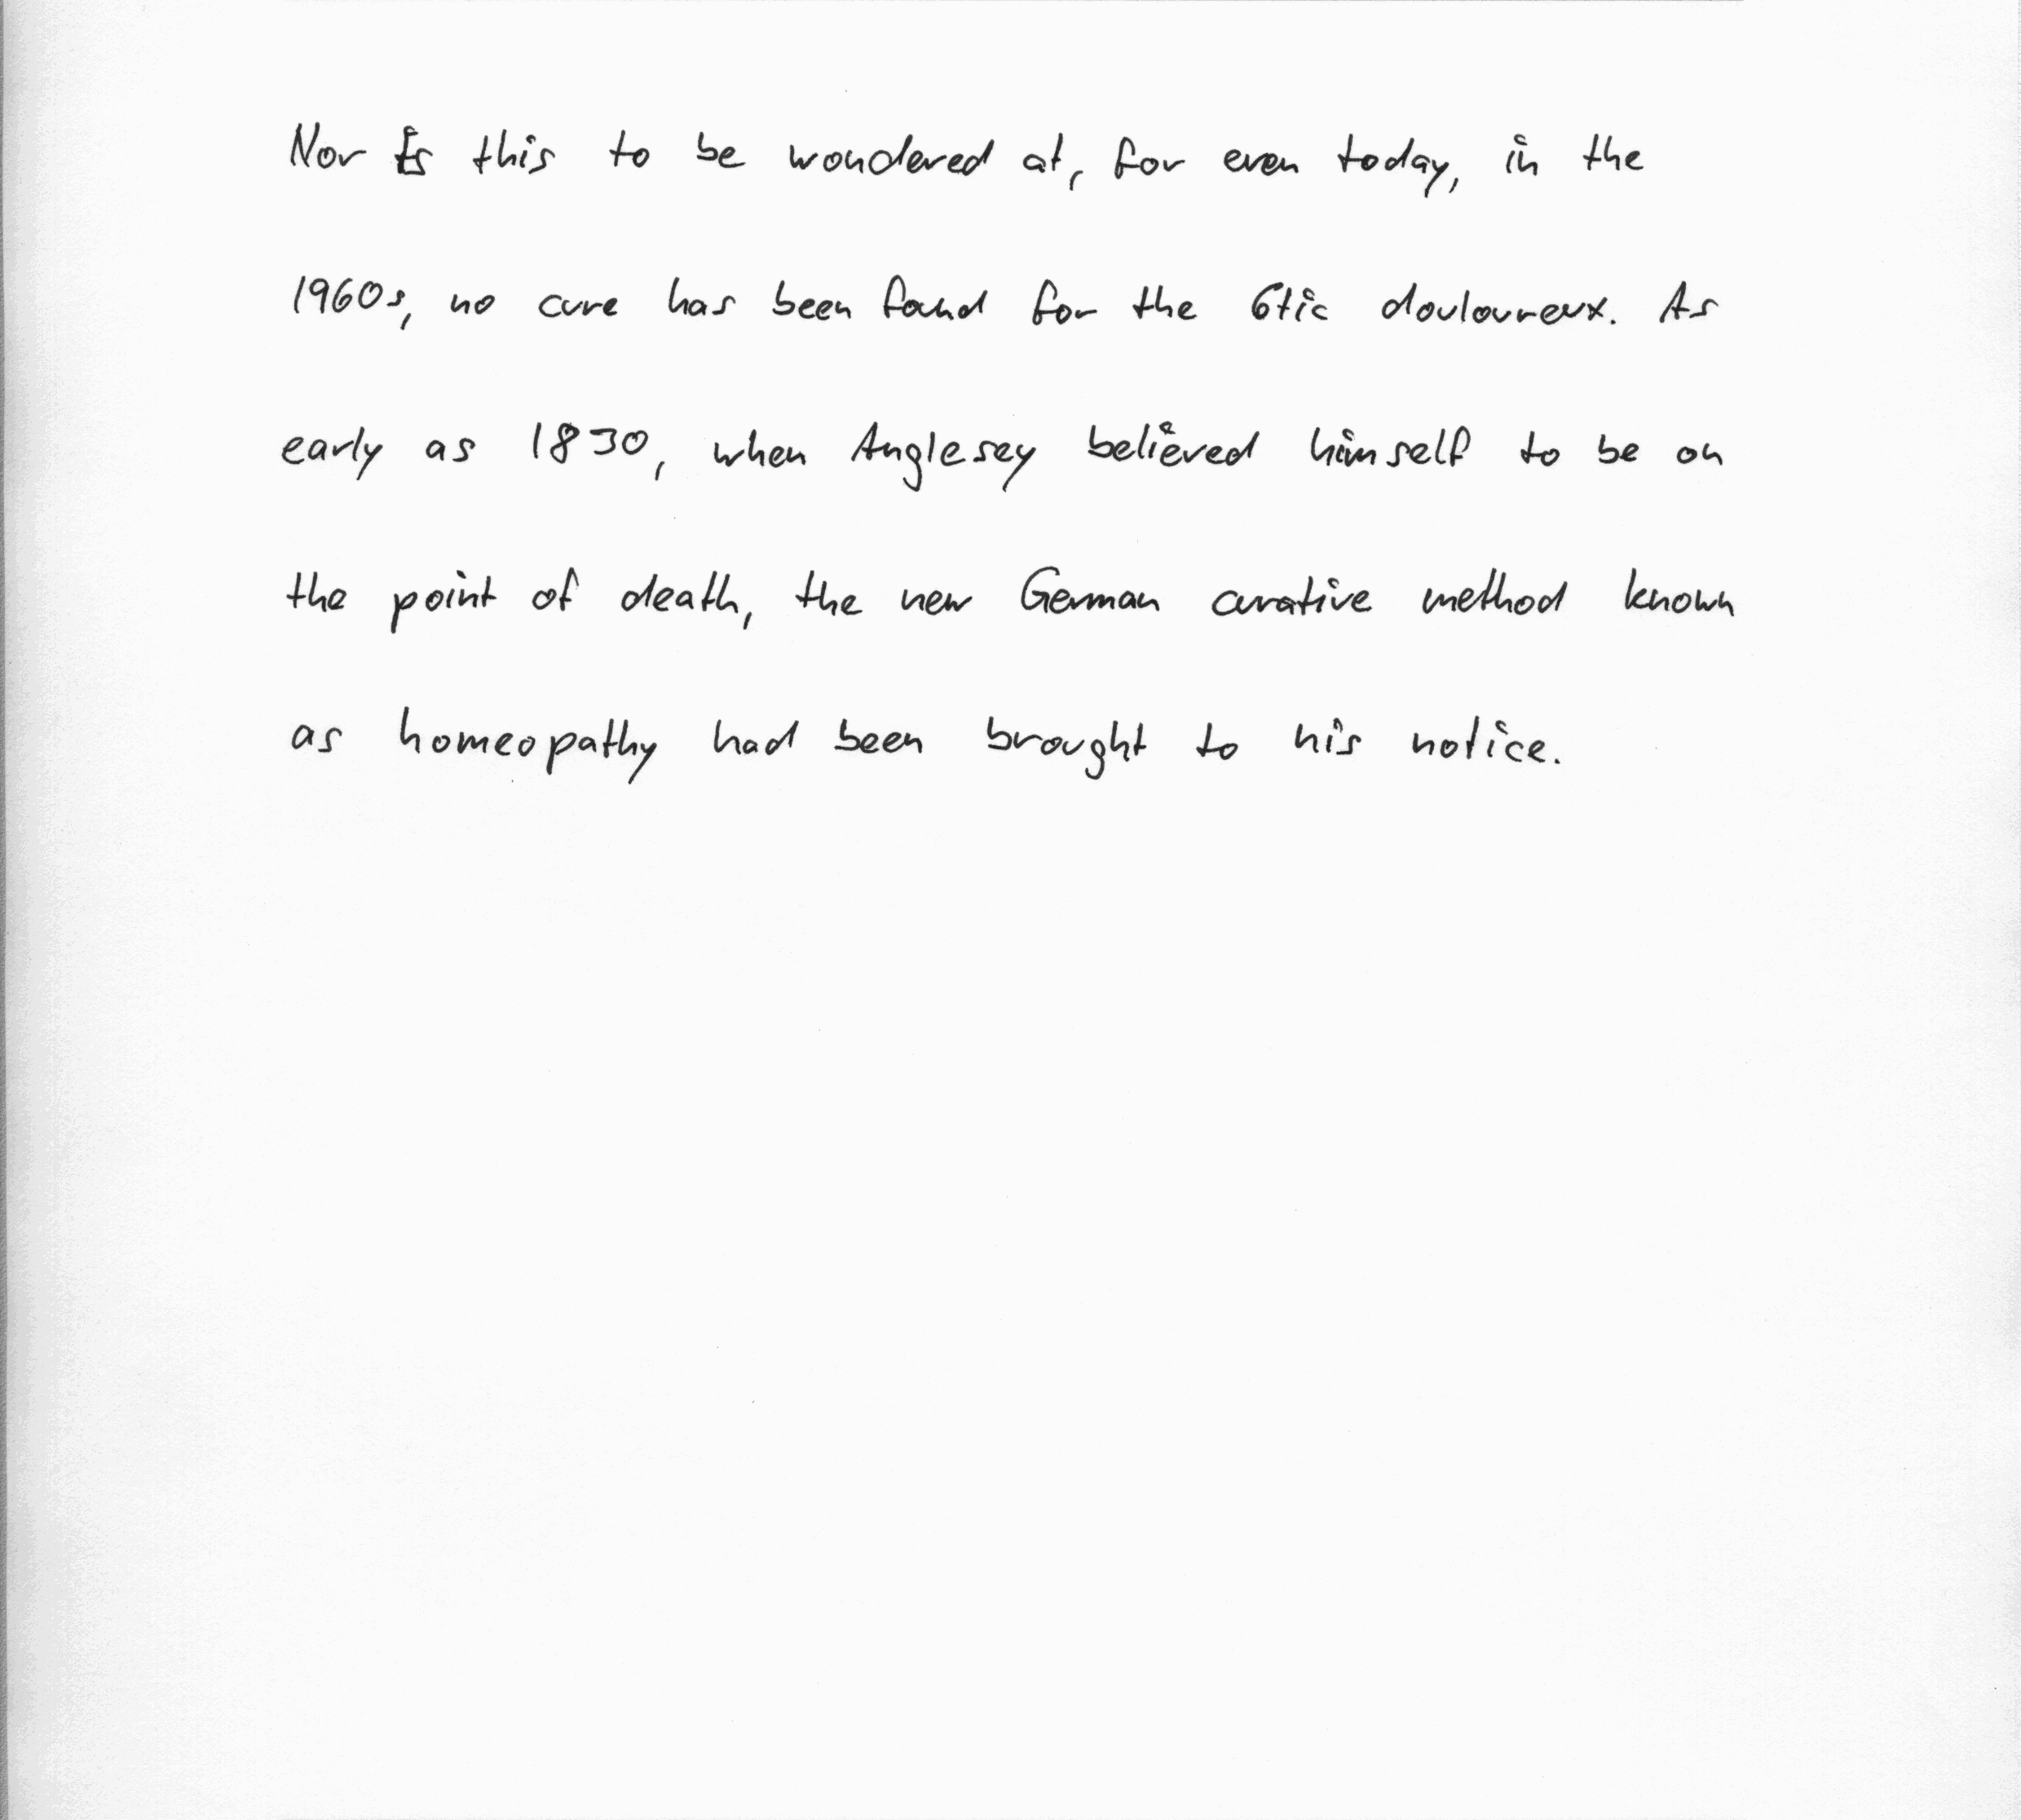 Nor is this to be wondered at, for even today, in the
1960s, no cure has been found for the 6tic douloureux. As
early as 1830, when Anglesey believed himself to be on
the point of death, the new German curative method known
as homeopathy had been brought to his notice.